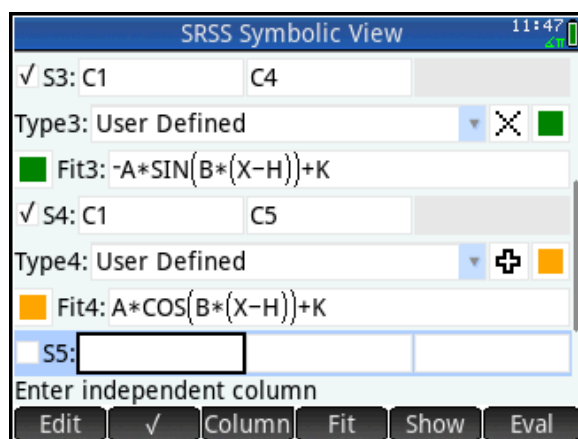 SRSS Symbolic View 11:47
∡π
√ S3: C1 C4
Type3: User Defined
Fit3: -A*SIN(B*(X-H))+K
√ S4: C1 C5
Type4: User Defined
Fit4: A*COS(B*(X-H))+K
S5:
Enter independent column
Edit √ Column Fit Show Eval